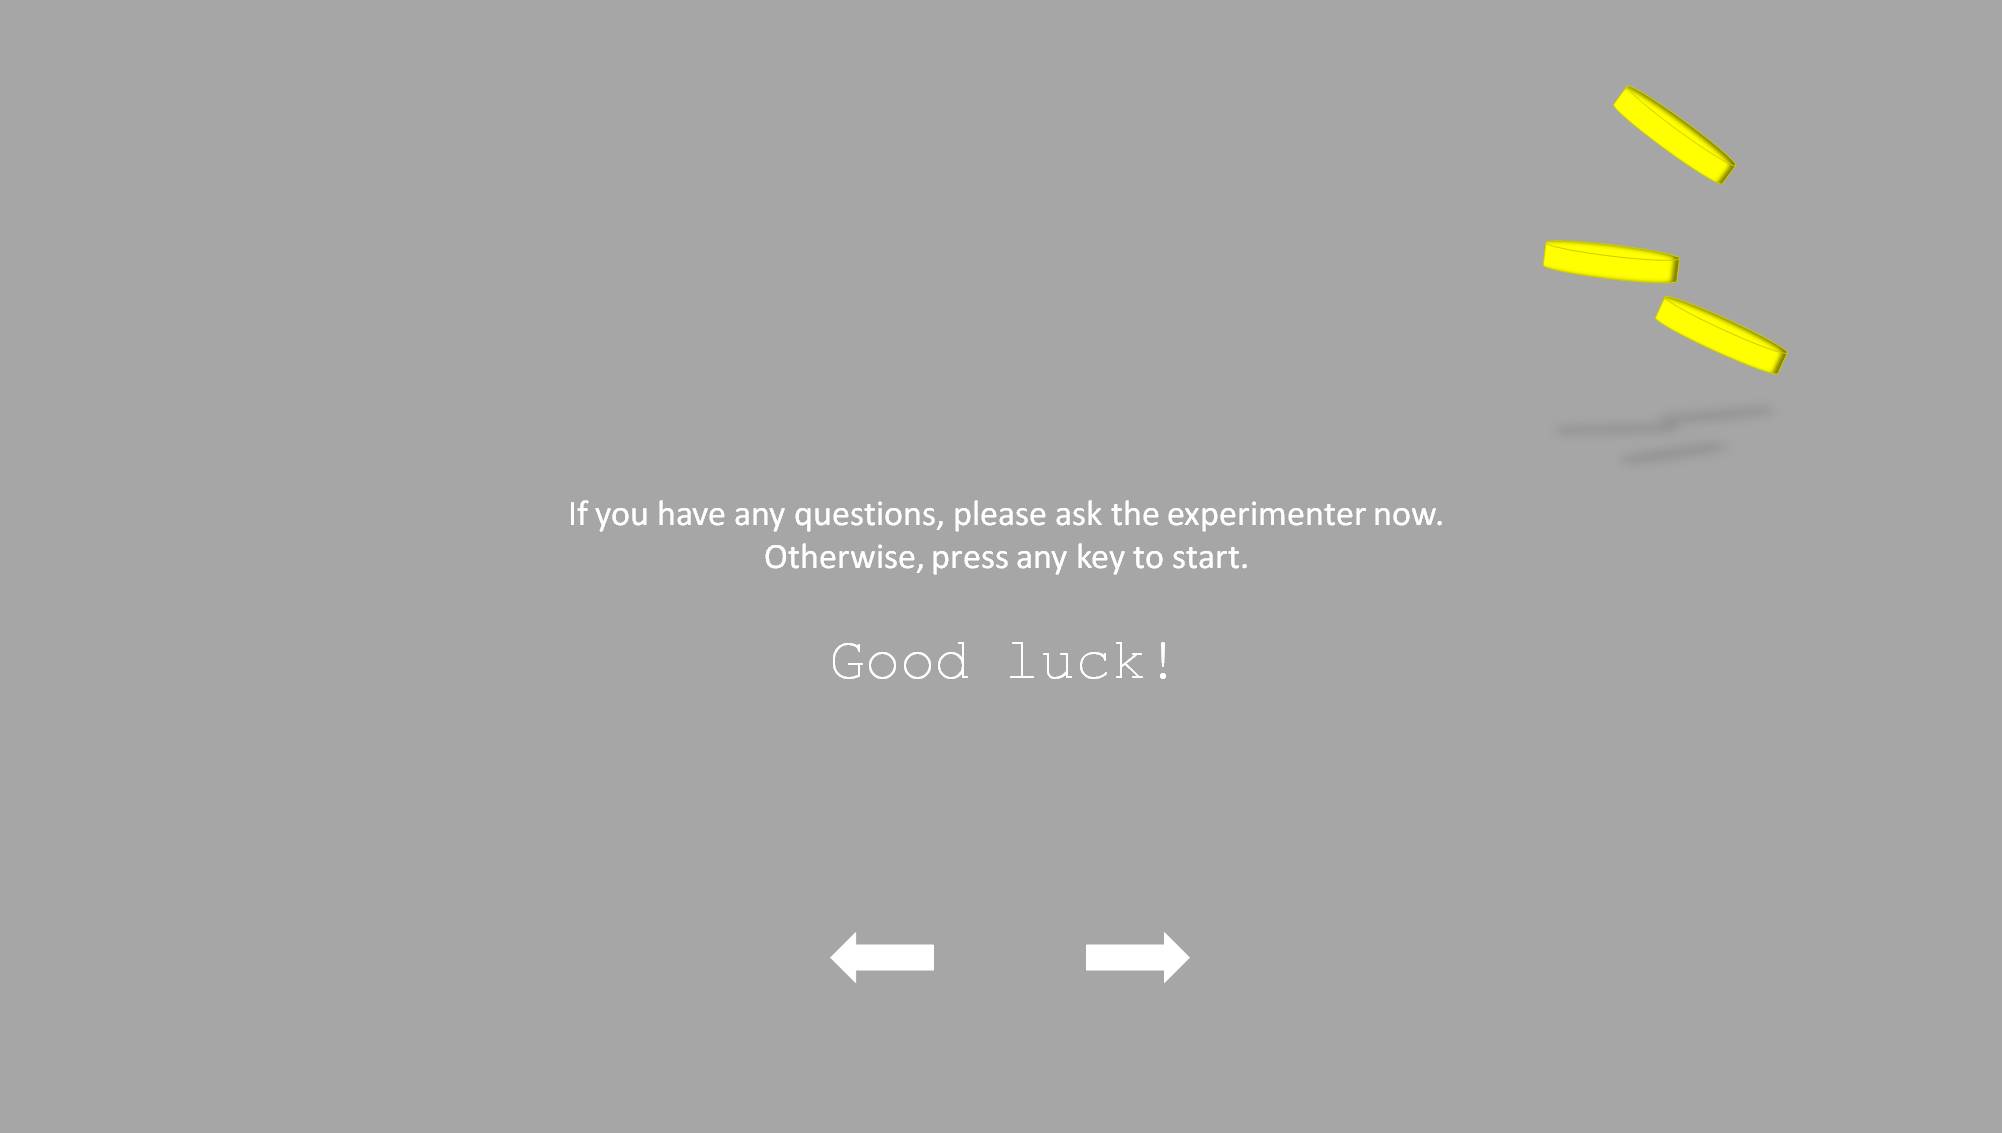 If you have any questions, please ask the experimenter now.
Otherwise, press any key to start.
Good luck!